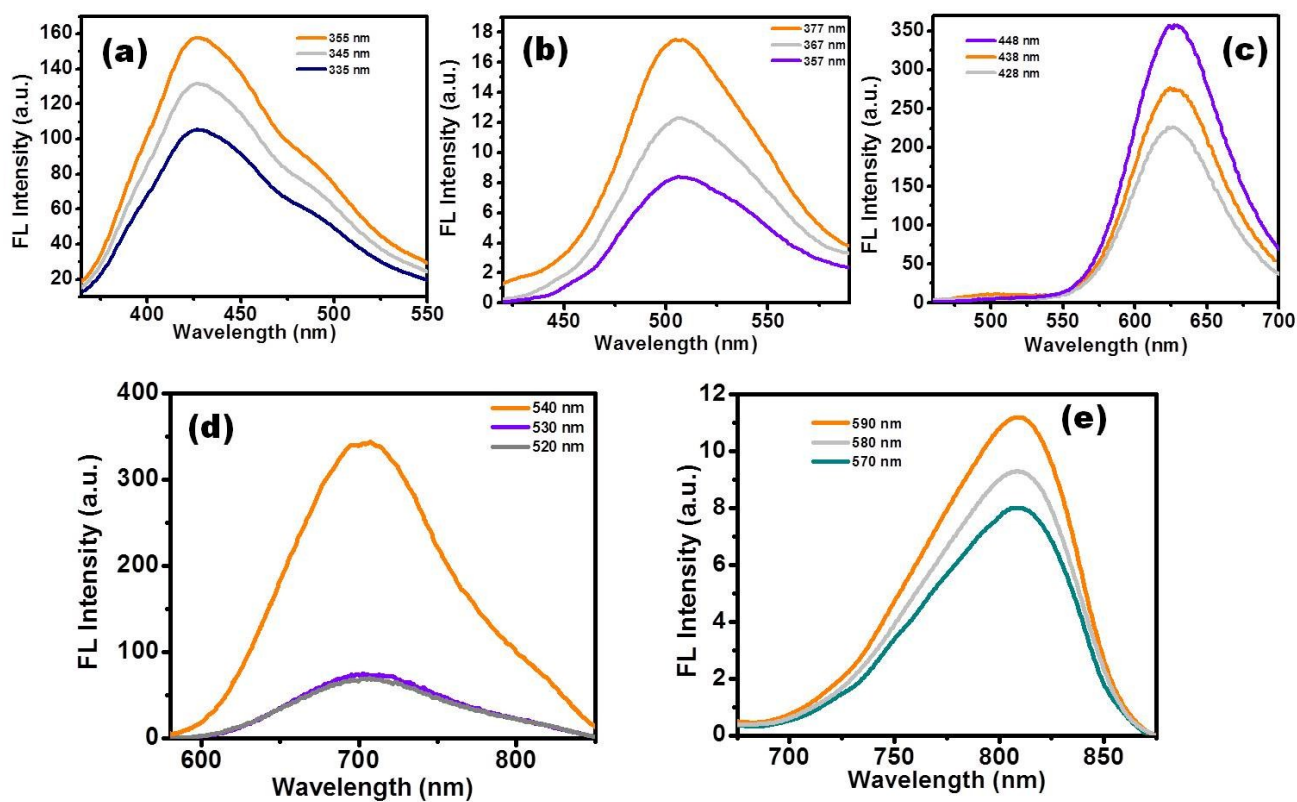 (a)
355 nm
345 nm
335 nm
FL Intensity (a.u.)
160
140
120
100
80
60
40
20
400
450
500
550
Wavelength (nm)
(b)
377 nm
367 nm
357 nm
FL Intensity (a.u.)
18
16
14
12
10
8
6
4
2
0
450
500
550
Wavelength (nm)
(c)
448 nm
438 nm
428 nm
FL Intensity (a.u.)
350
300
250
200
150
100
50
0
500
550
600
650
700
Wavelength (nm)
(d)
540 nm
530 nm
520 nm
FL Intensity (a.u.)
400
300
200
100
0
600
700
800
Wavelength (nm)
(e)
590 nm
580 nm
570 nm
FL Intensity (a.u.)
12
10
8
6
4
2
0
700
750
800
850
Wavelength (nm)